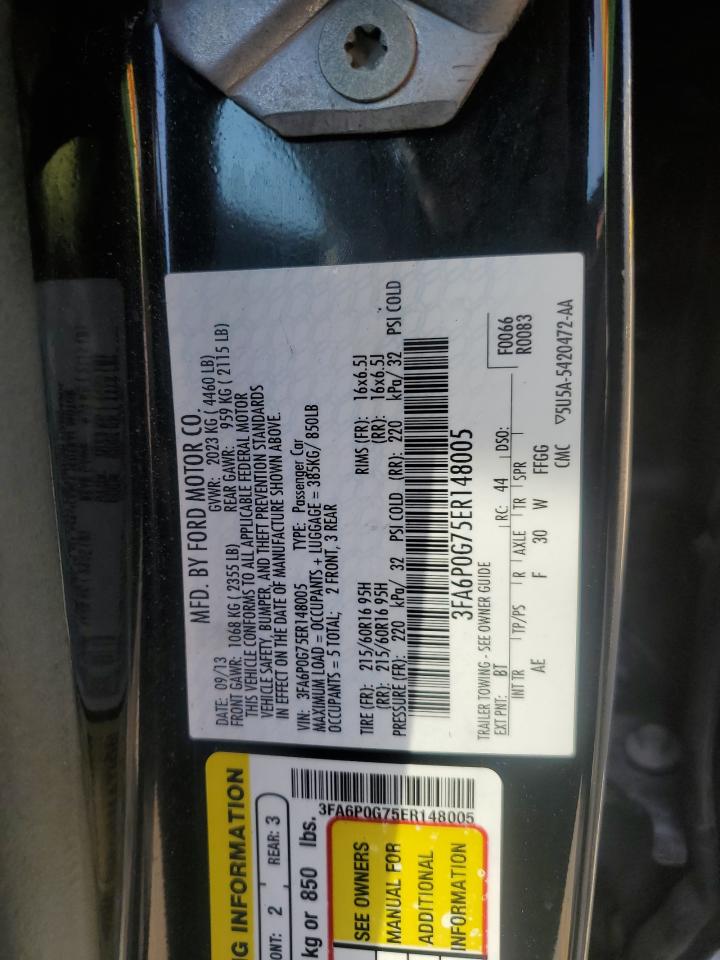 MFD. BY FORD MOTOR CO.
DATE: 09/13 GVWR: 2023 KG ( 4460 LB)
FRONT GAWR: 1068 KG ( 2355 LB) REAR GAWR: 959 KG ( 2115 LB)
THIS VEHICLE CONFORMS TO ALL APPLICABLE FEDERAL MOTOR
VEHICLE SAFETY, BUMPER, AND THEFT PREVENTION STANDARDS
IN EFFECT ON THE DATE OF MANUFACTURE SHOWN ABOVE.
VIN: 3FA6P0G75ER148005 TYPE: Passenger Car
MAXIMUM LOAD = OCCUPANTS + LUGGAGE = 385KG/ 850LB
OCCUPANTS = 5 TOTAL: 2 FRONT, 3 REAR
TIRE (FR): 215/60R16 95H RIMS (FR): 16x6.5J
(RR): 215/60R16 95H (RR): 16x6.5J
PRESSURE (FR): 220 kPa/ 32 PSI COLD (RR): 220 kPa/ 32 PSI COLD
3FA6P0G75ER148005
TRAILER TOWING - SEE OWNER GUIDE
EXT PNT: BT RC: 44 DSO: F0066
R0083
INT TR TP/PS R AXLE TR SPR
AE F 30 W FFGG
CMC ▽5U5A-5420472-AA
NG INFORMATION
ONT: 2 REAR: 3
kg or 850 lbs.
3FA6P0G75ER148005
SEE OWNERS
MANUAL FOR
ADDITIONAL
INFORMATION